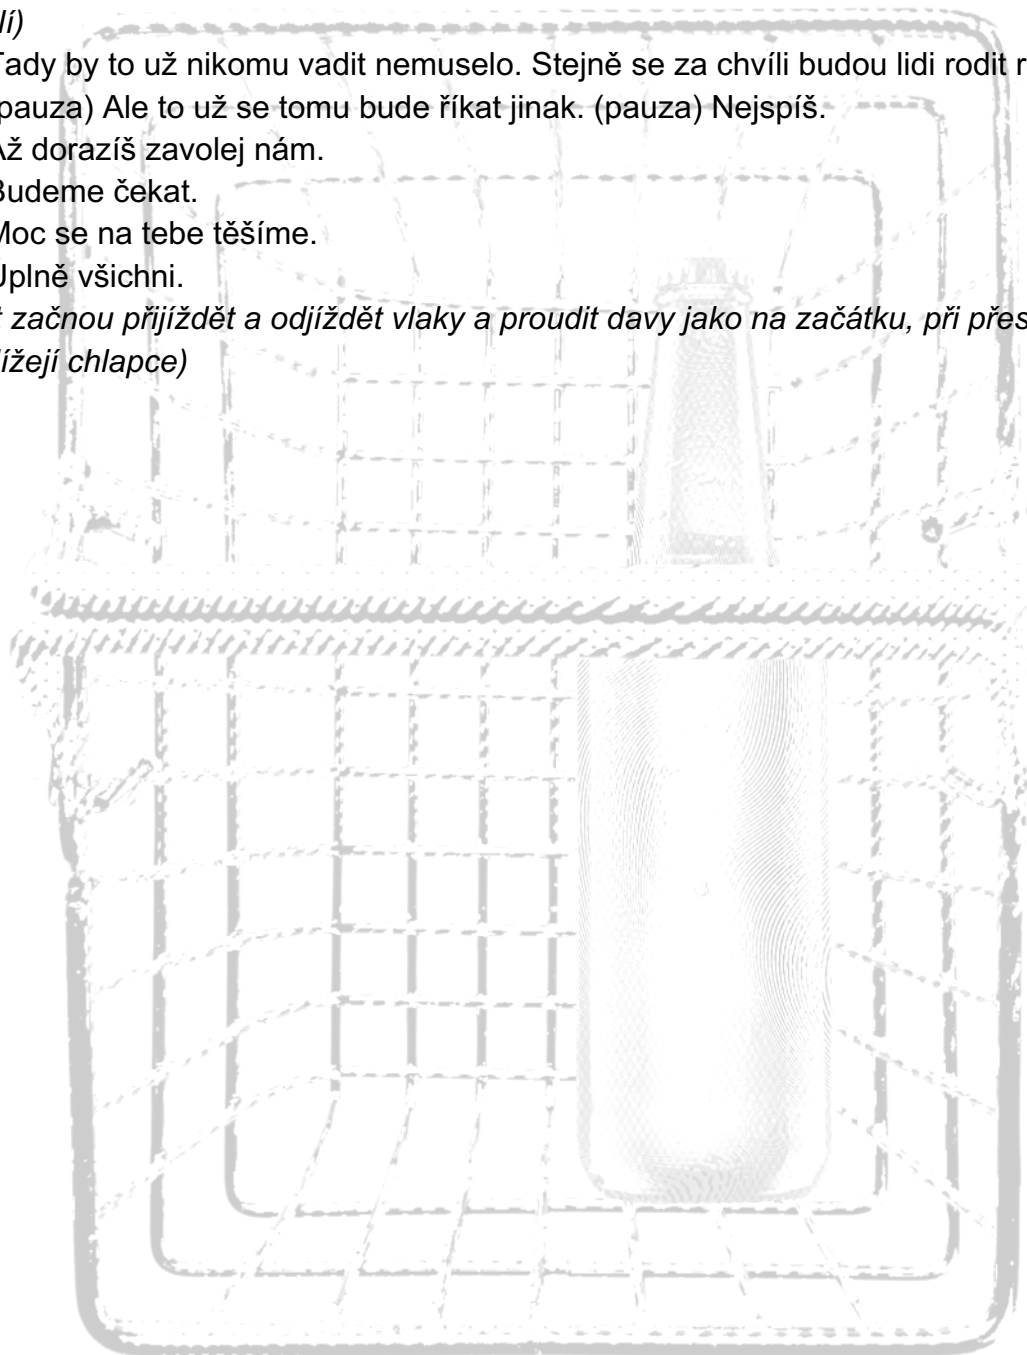 lí)
Tady by to už nikomu vadit nemuselo. Stejně se za chvíli budou lidi rodit r
(pauza) Ale to už se tomu bude říkat jinak. (pauza) Nejspíš.
Až dorazíš zavolej nám.
Budeme čekat.
Moc se na tebe těšíme.
Úplně všichni.
t začnou přijíždět a odjíždět vlaky a proudit davy jako na začátku, při přes
ížejí chlapce)